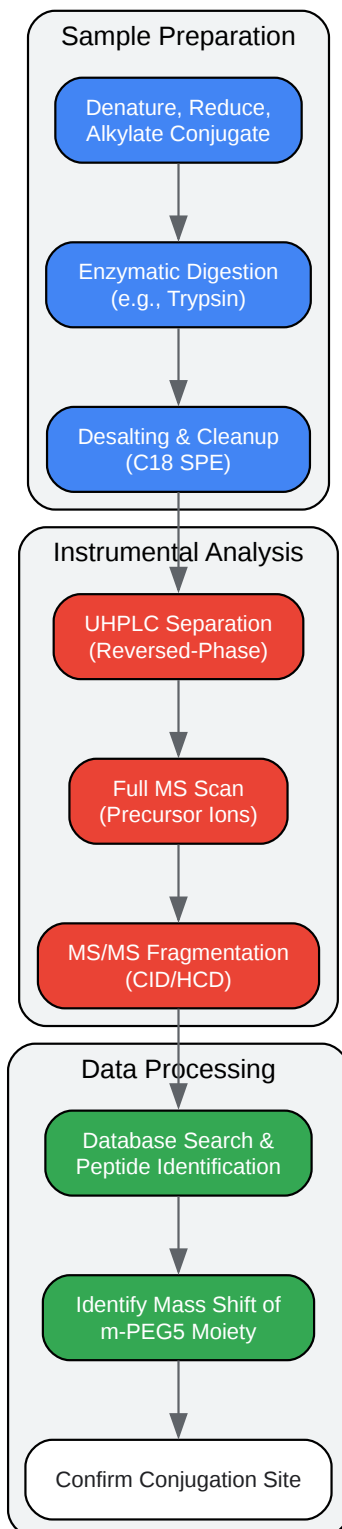 Sample Preparation
Denature, Reduce,
Alkylate Conjugate
Enzymatic Digestion
(e.g., Trypsin)
Desalting & Cleanup
(C18 SPE)
Instrumental Analysis
UHPLC Separation
(Reversed-Phase)
Full MS Scan
(Precursor Ions)
MS/MS Fragmentation
(CID/HCD)
Data Processing
Database Search &
Peptide Identification
Identify Mass Shift of
m-PEG5 Moiety
Confirm Conjugation Site